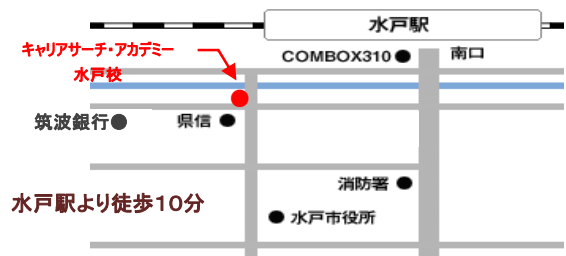 水戸駅
キャリアサーチ・アカデミー
水戸校
COMBOX310
南口
筑波銀行
県信
消防署
水戸駅より徒歩10分
水戸市役所